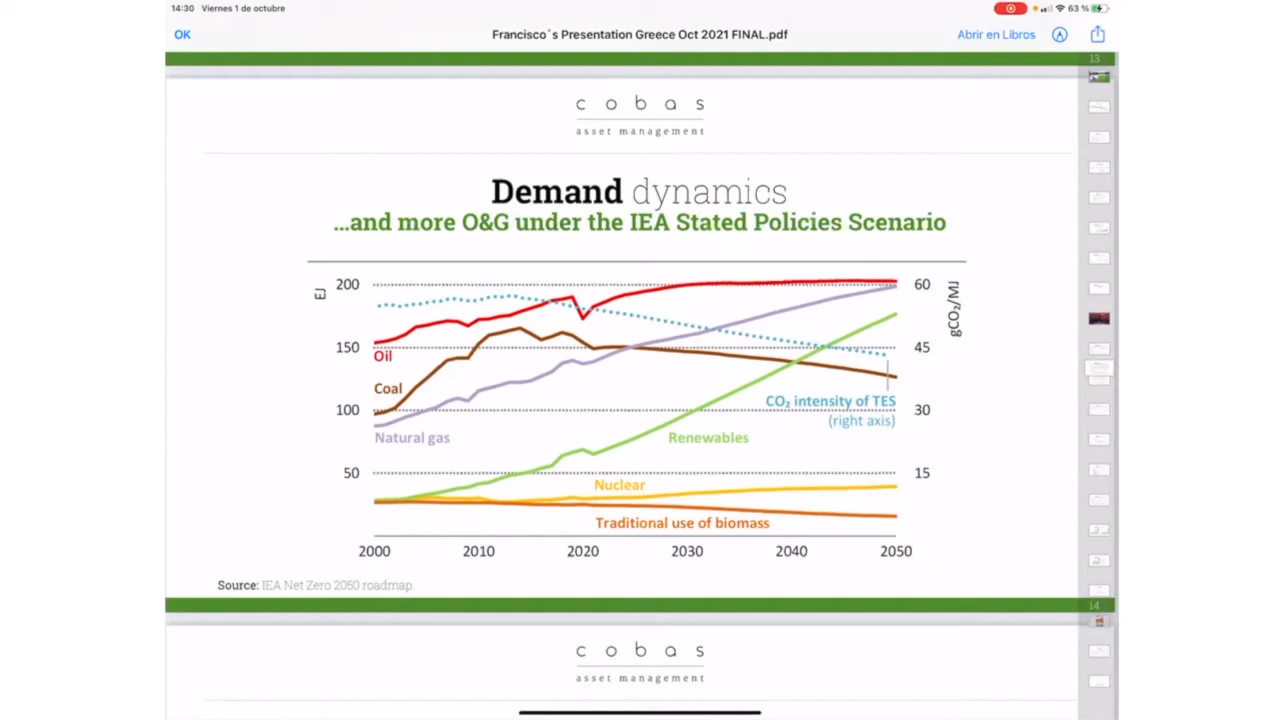 14:30 Viernes 1 de octubre
63 %
OK
Francisco´s Presentation Greece Oct 2021 FINAL.pdf
Abrir en Libros
13
cobas
asset management
Demand dynamics
...and more O&G under the IEA Stated Policies Scenario
EJ
200
150
100
50
60
45
30
15
gCO₂/MJ
Oil
Coal
Natural gas
CO₂ intensity of TES
(right axis)
Renewables
Nuclear
Traditional use of biomass
2000 2010 2020 2030 2040 2050
Source: IEA Net Zero 2050 roadmap.
14
cobas
asset management